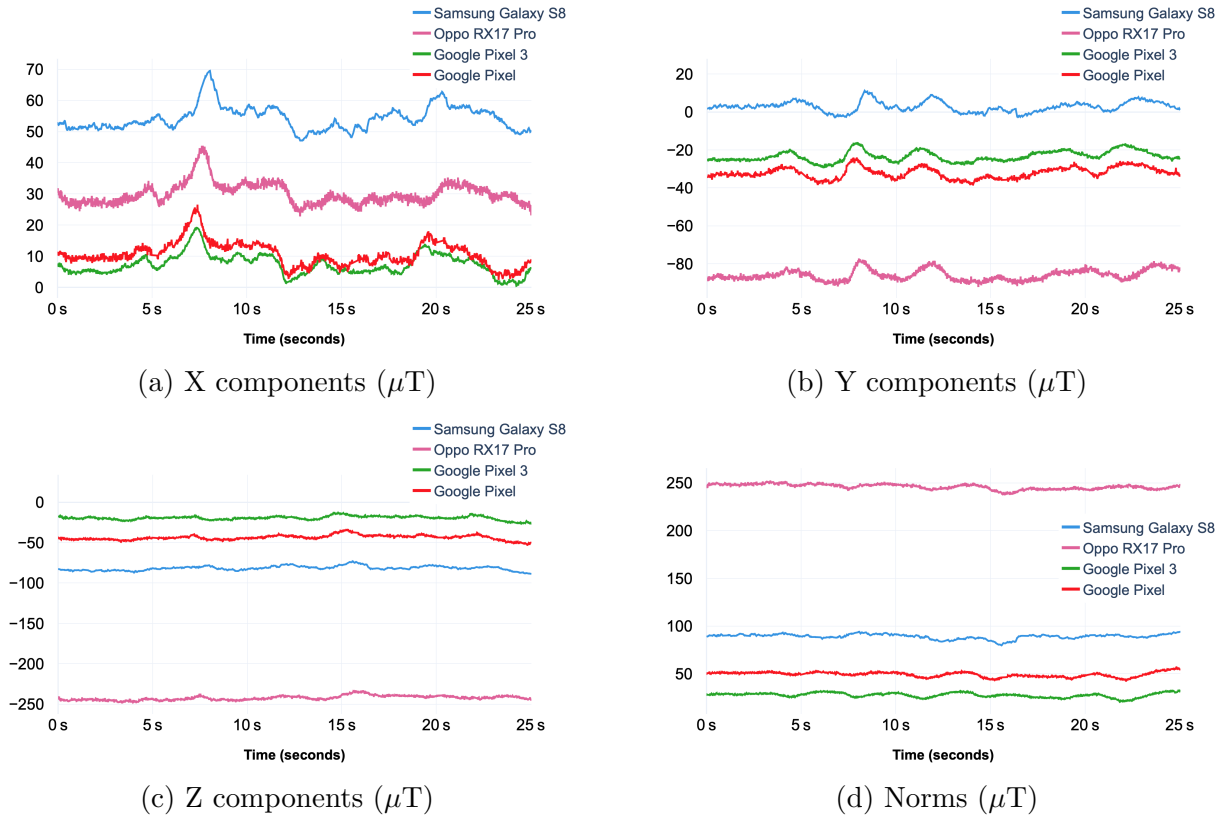 Samsung Galaxy S8
Oppo RX17 Pro
Google Pixel 3
Google Pixel
70
60
50
40
30
20
10
0
0 s 5 s 10 s 15 s 20 s 25 s
Time (seconds)
(a) X components (μT)
Samsung Galaxy S8
Oppo RX17 Pro
Google Pixel 3
Google Pixel
20
0
−20
−40
−60
−80
0 s 5 s 10 s 15 s 20 s 25 s
Time (seconds)
(b) Y components (μT)
Samsung Galaxy S8
Oppo RX17 Pro
Google Pixel 3
Google Pixel
0
−50
−100
−150
−200
−250
0 s 5 s 10 s 15 s 20 s 25 s
Time (seconds)
(c) Z components (μT)
250
200
150
100
50
0
Samsung Galaxy S8
Oppo RX17 Pro
Google Pixel 3
Google Pixel
0 s 5 s 10 s 15 s 20 s 25 s
Time (seconds)
(d) Norms (μT)